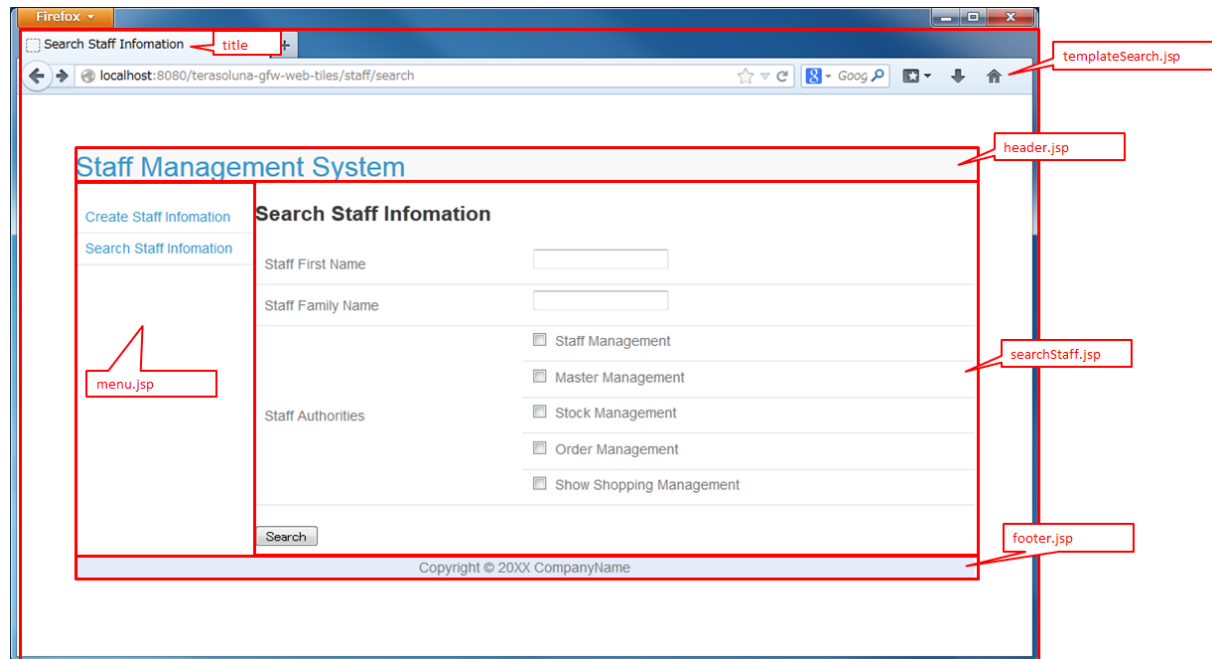 Firefox
Search Staff Infomation
title
templateSearch.jsp
localhost:8080/terasoluna-gfw-web-tiles/staff/search
Goog
header.jsp
Staff Management System
Create Staff Infomation
Search Staff Infomation
Search Staff Infomation
Staff First Name
Staff Family Name
Staff Management
searchStaff.jsp
menu.jsp
Master Management
Staff Authorities
Stock Management
Order Management
Show Shopping Management
Search
footer.jsp
Copyright © 20XX CompanyName